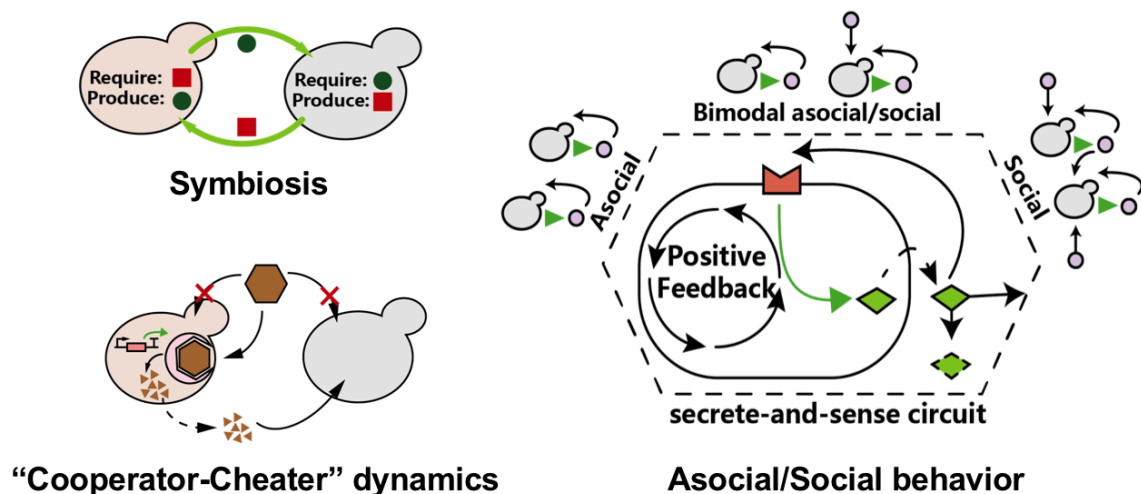 Require:
Produce:
Require:
Produce:
Symbiosis
"Cooperator-Cheater" dynamics
Bimodal asocial/social
Asocial
Social
Positive
Feedback
secrete-and-sense circuit
Asocial/Social behavior